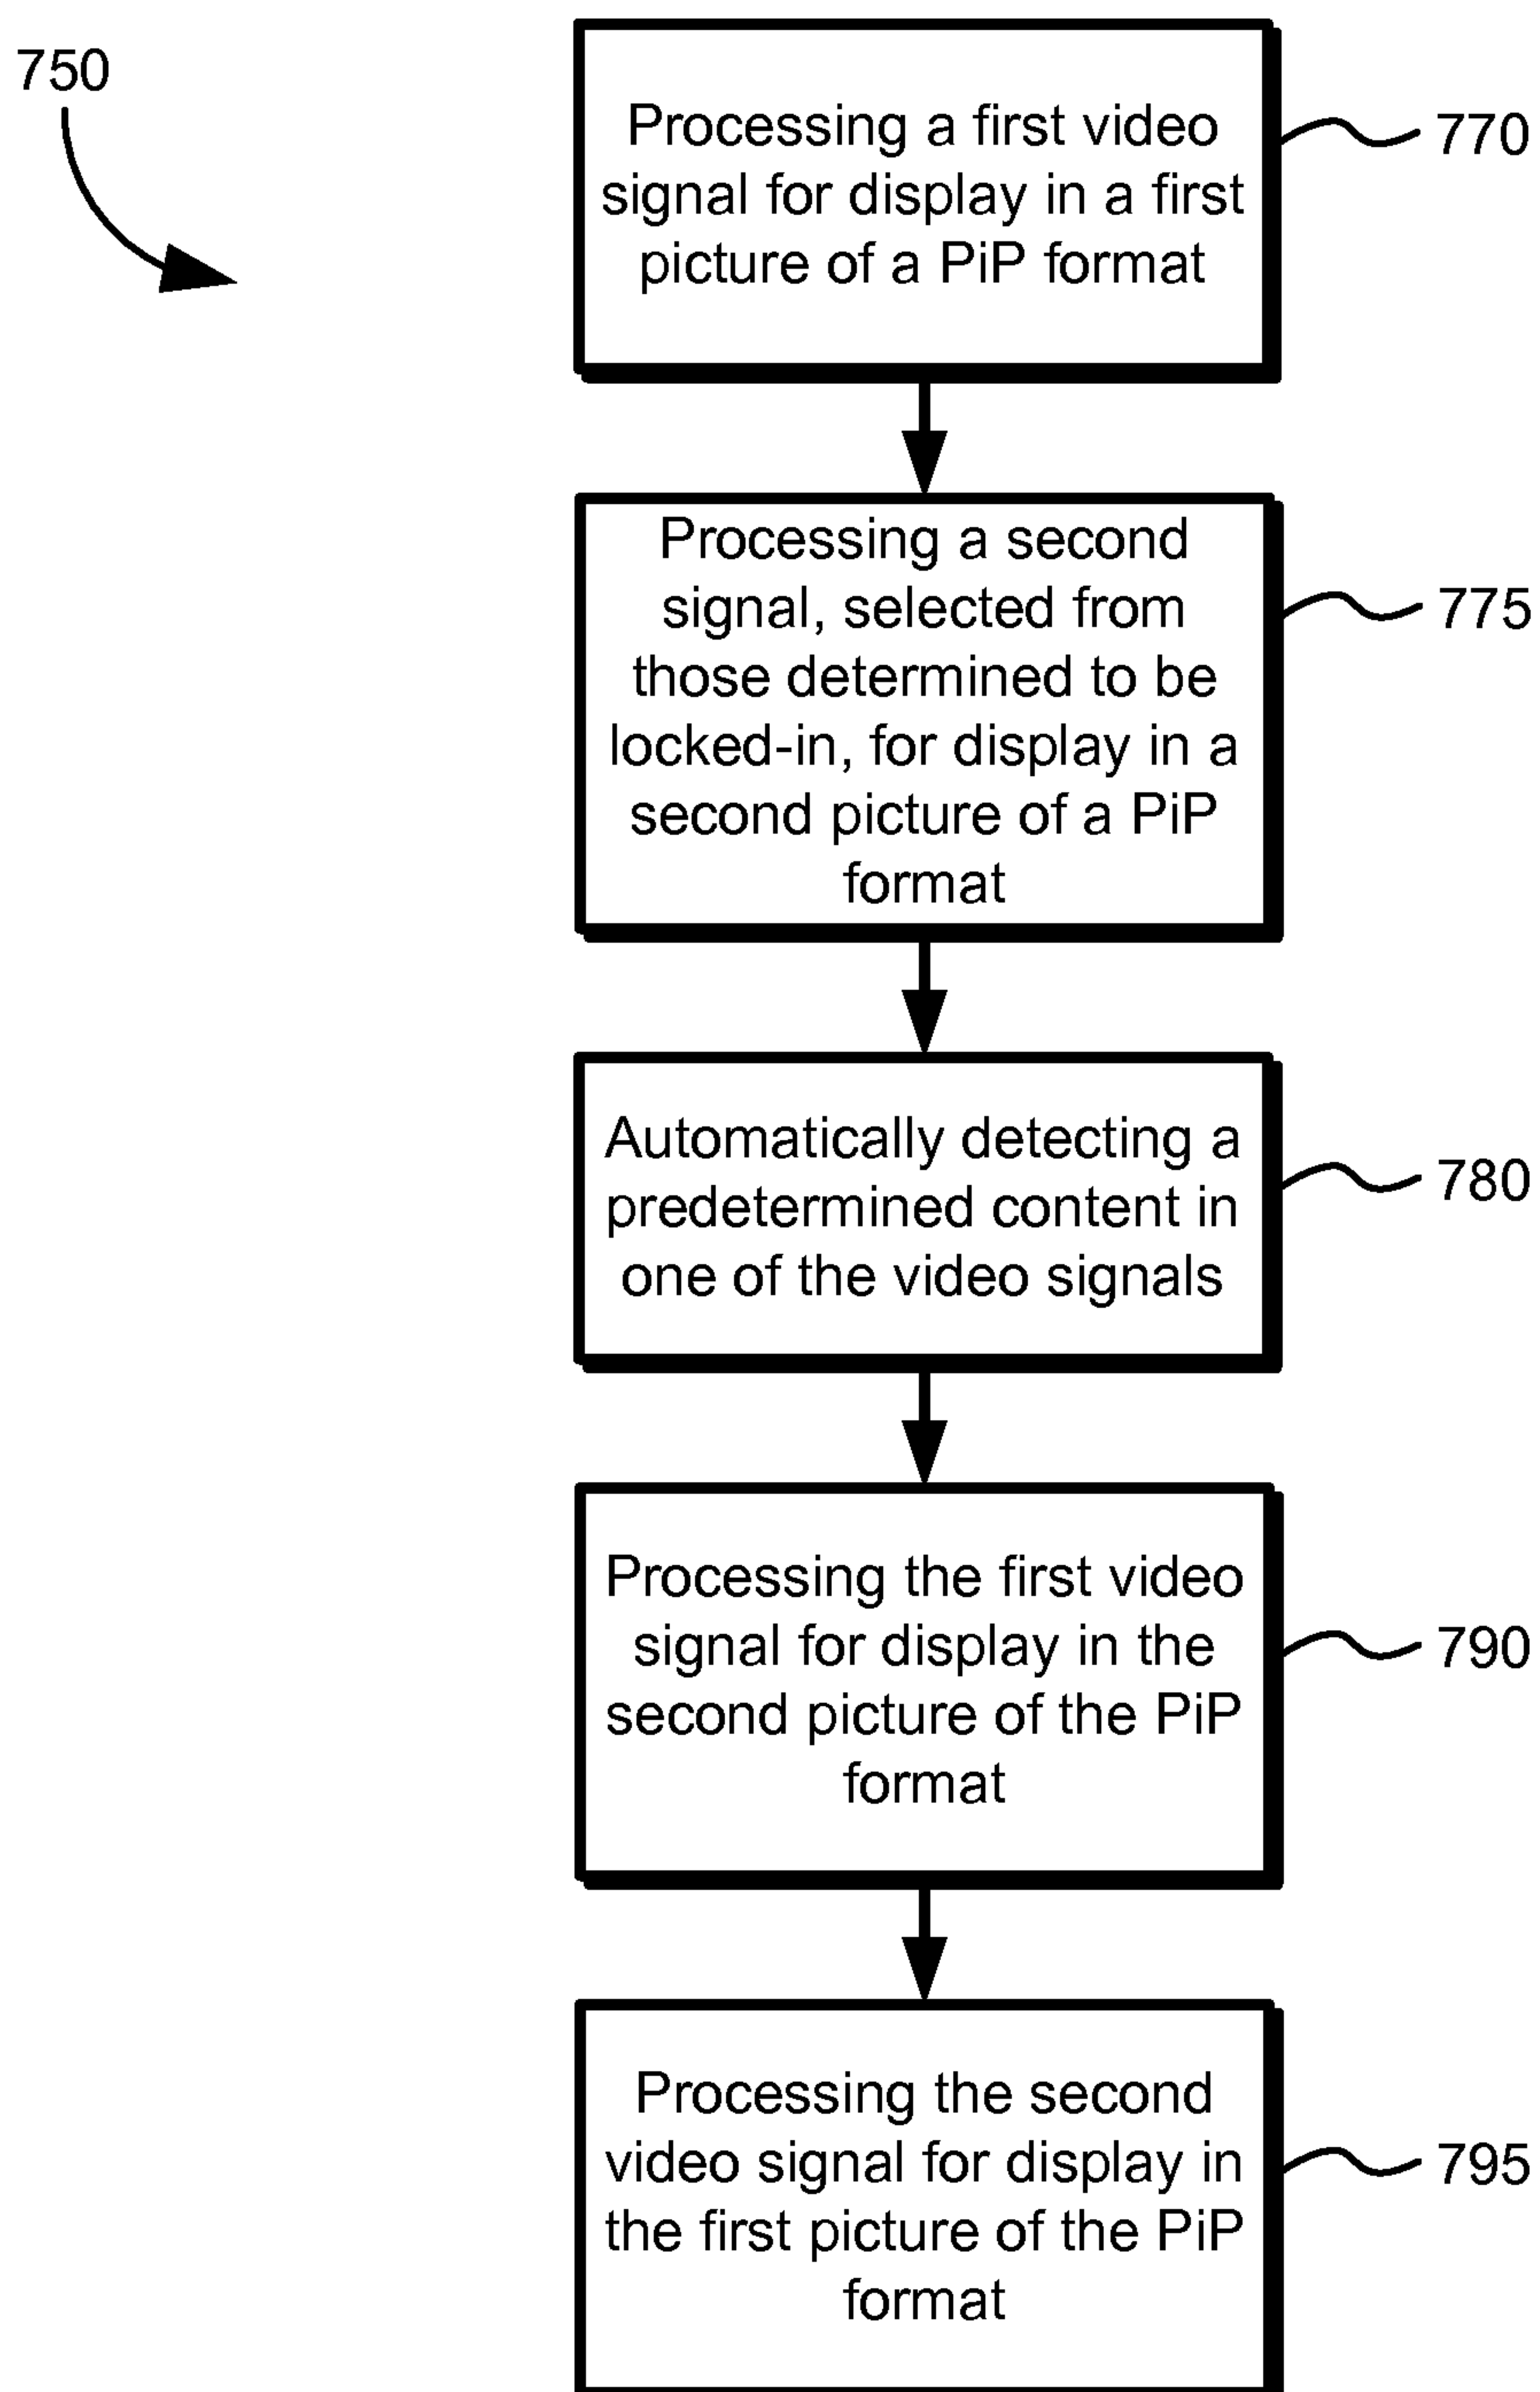 750
Processing a first video
signal for display in a first
picture of a PiP format
770
Processing a second
signal, selected from
those determined to be
locked-in, for display in a
second picture of a PiP
format
775
Automatically detecting a
predetermined content in
one of the video signals
780
Processing the first video
signal for display in the
second picture of the PiP
format
790
Processing the second
video signal for display in
the first picture of the PiP
format
795